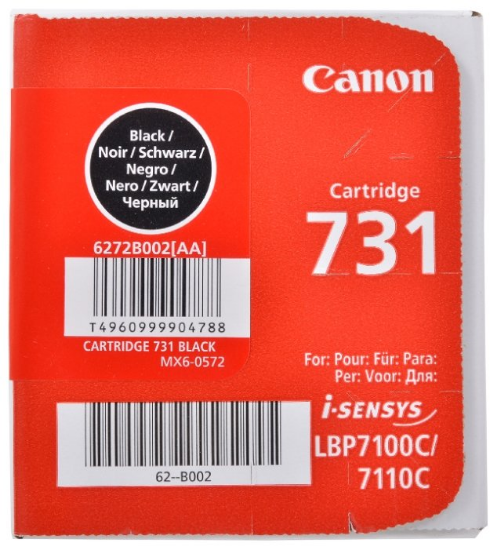 Canon
Black /
Noir / Schwarz /
Negro /
Nero / Zwart /
Черный
Cartridge
731
6272B002[AA]
T4960999904788
CARTRIDGE 731 BLACK
MX6-0572
For: Pour: Für: Para:
Per: Voor: Для:
i-SENSYS
LBP7100C/
7110C
62--B002